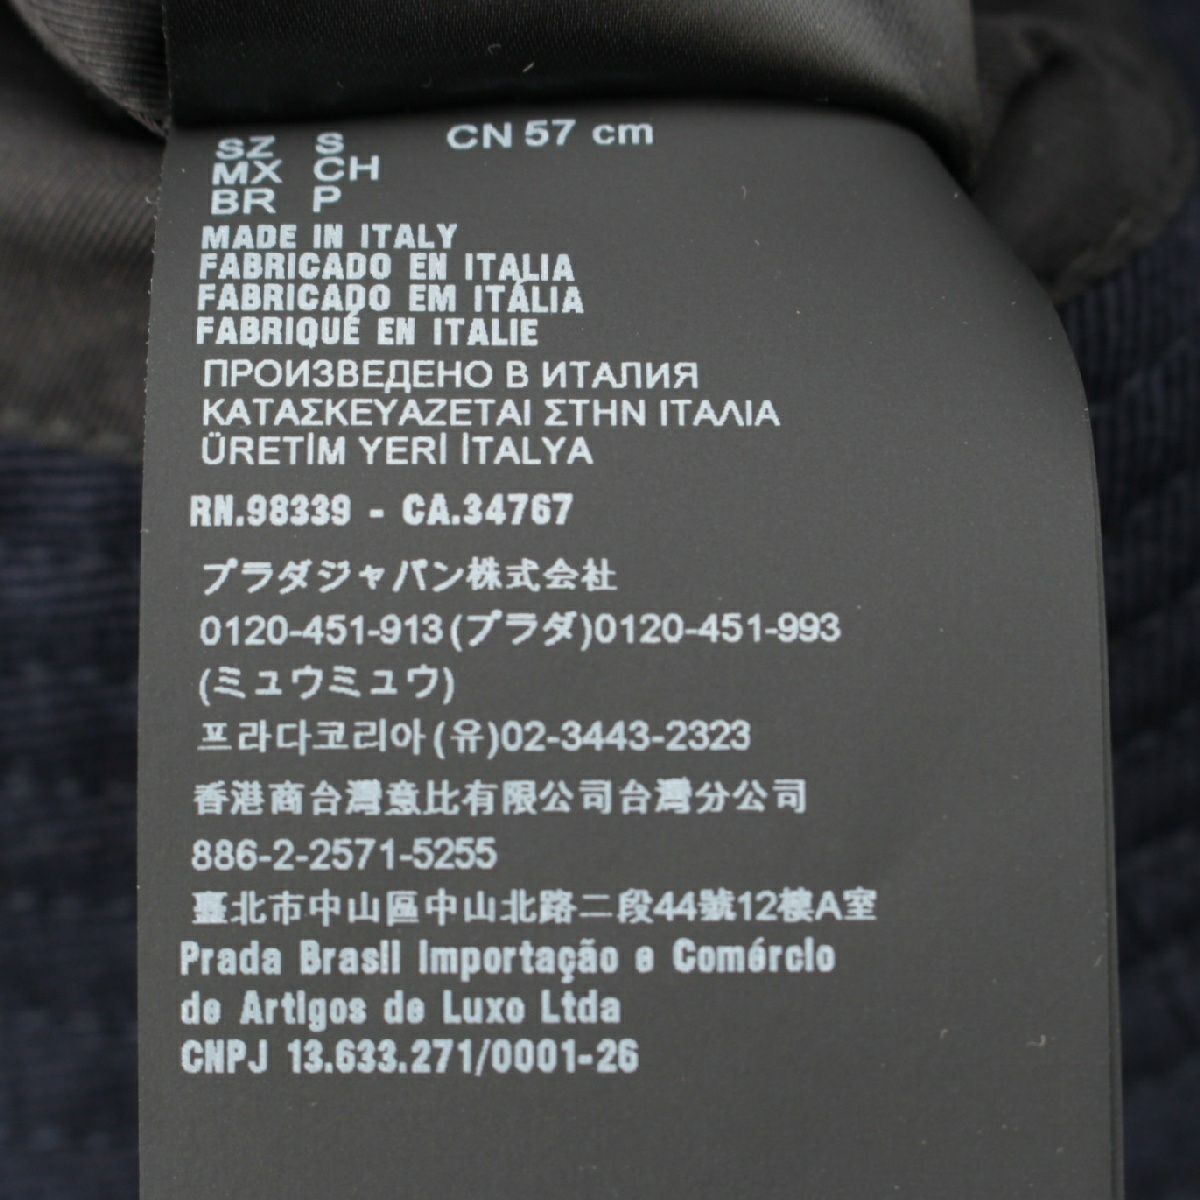 SZ S CN 57 cm
MX CH
BR P
MADE IN ITALY
FABRICADO EN ITALIA
FABRICADO EM ITÁLIA
FABRIQUÉ EN ITALIE
ПРОИЗВЕДЕНО В ИТАЛИЯ
ΚΑΤΑΣΚΕΥΑΖΕΤΑΙ ΣΤΗΝ ΙΤΑΛΙΑ
ÜRETİM YERİ İTALYA
RN.98339 - CA.34767
プラダジャパン株式会社
0120-451-913(プラダ)0120-451-993
(ミュウミュウ)
프라다코리아(유)02-3443-2323
香港商台灣意比有限公司台灣分公司
886-2-2571-5255
臺北市中山區中山北路二段44號12樓A室
Prada Brasil Importação e Comércio
de Artigos de Luxo Ltda
CNPJ 13.633.271/0001-26